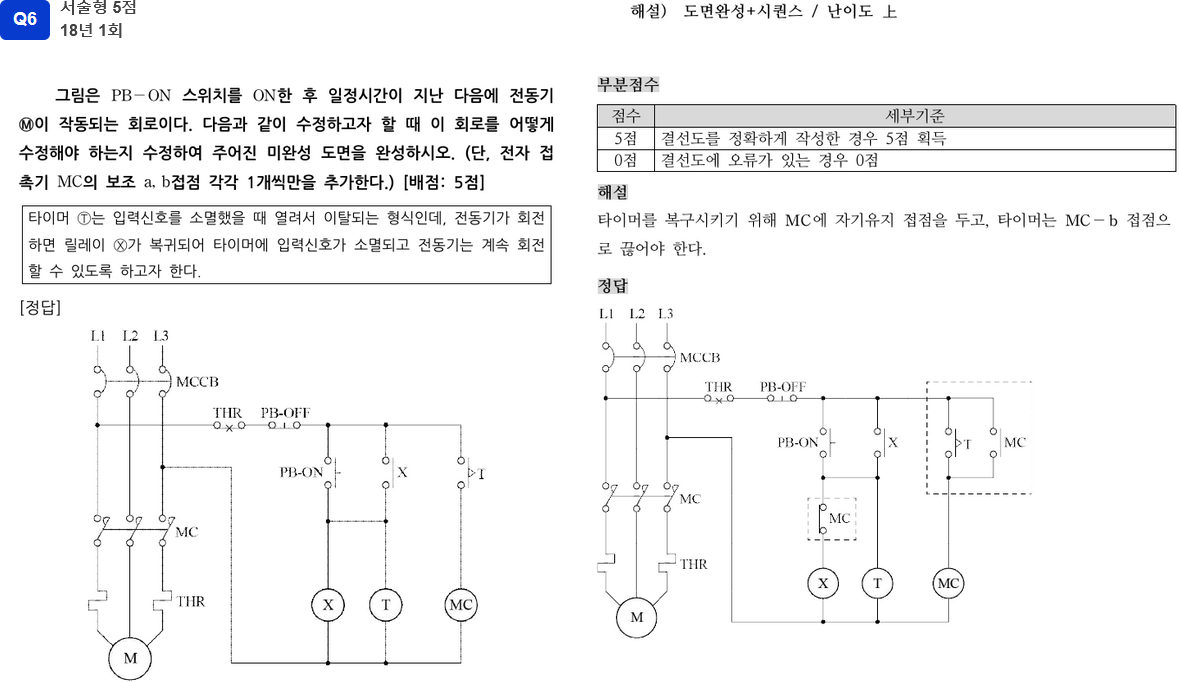 Q6
서술형 5점
18년 1회
그림은 PB-ON 스위치를 ON한 후 일정시간이 지난 다음에 전동기
Ⓜ이 작동되는 회로이다. 다음과 같이 수정하고자 할 때 이 회로를 어떻게
수정해야 하는지 수정하여 주어진 미완성 도면을 완성하시오. (단, 전자 접
촉기 MC의 보조 a, b접점 각각 1개씩만을 추가한다.) [배점: 5점]
타이머 Ⓣ는 입력신호를 소멸했을 때 열려서 이탈되는 형식인데, 전동기가 회전
하면 릴레이 Ⓧ가 복귀되어 타이머에 입력신호가 소멸되고 전동기는 계속 회전
할 수 있도록 하고자 한다.
[정답]
L1 L2 L3
MCCB
THR PB-OFF
PB-ON X T
MC
THR
X T MC
M
해설) 도면완성+시퀀스 / 난이도 上
부분점수
점수 세부기준
5점 결선도를 정확하게 작성한 경우 5점 획득
0점 결선도에 오류가 있는 경우 0점
해설
타이머를 복구시키기 위해 MC에 자기유지 접점을 두고, 타이머는 MC-b 접점으
로 끊어야 한다.
정답
L1 L2 L3
MCCB
THR PB-OFF
PB-ON X T MC
MC
MC
THR
X T MC
M